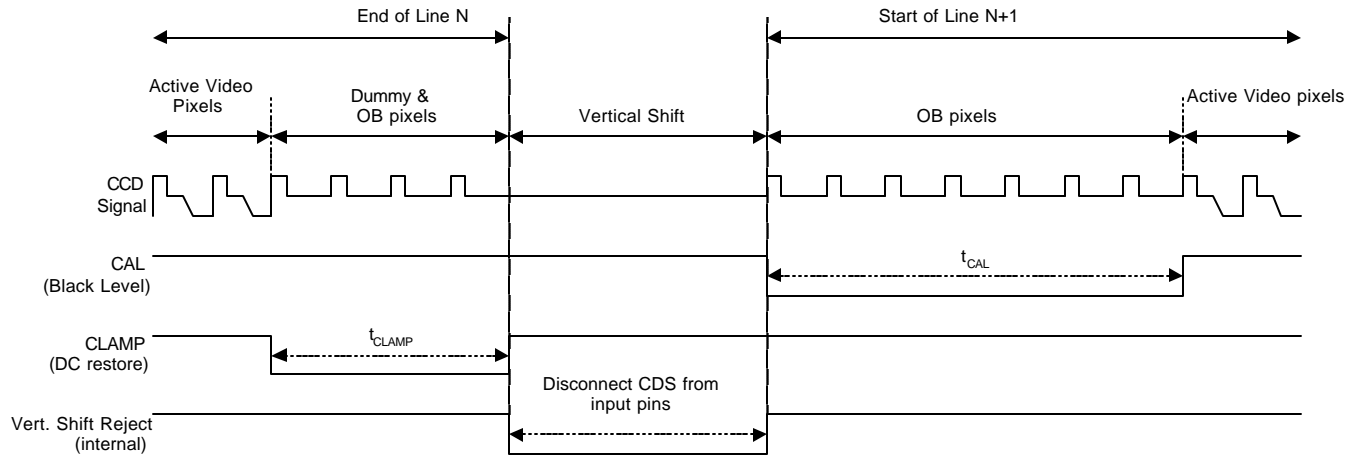 End of Line N
Start of Line N+1
Active Video
Pixels
Dummy &
OB pixels
Vertical Shift
OB pixels
Active Video pixels
CCD
Signal
CAL
(Black Level)
tCAL
CLAMP
(DC restore)
tCLAMP
Disconnect CDS from
input pins
Vert. Shift Reject
(internal)